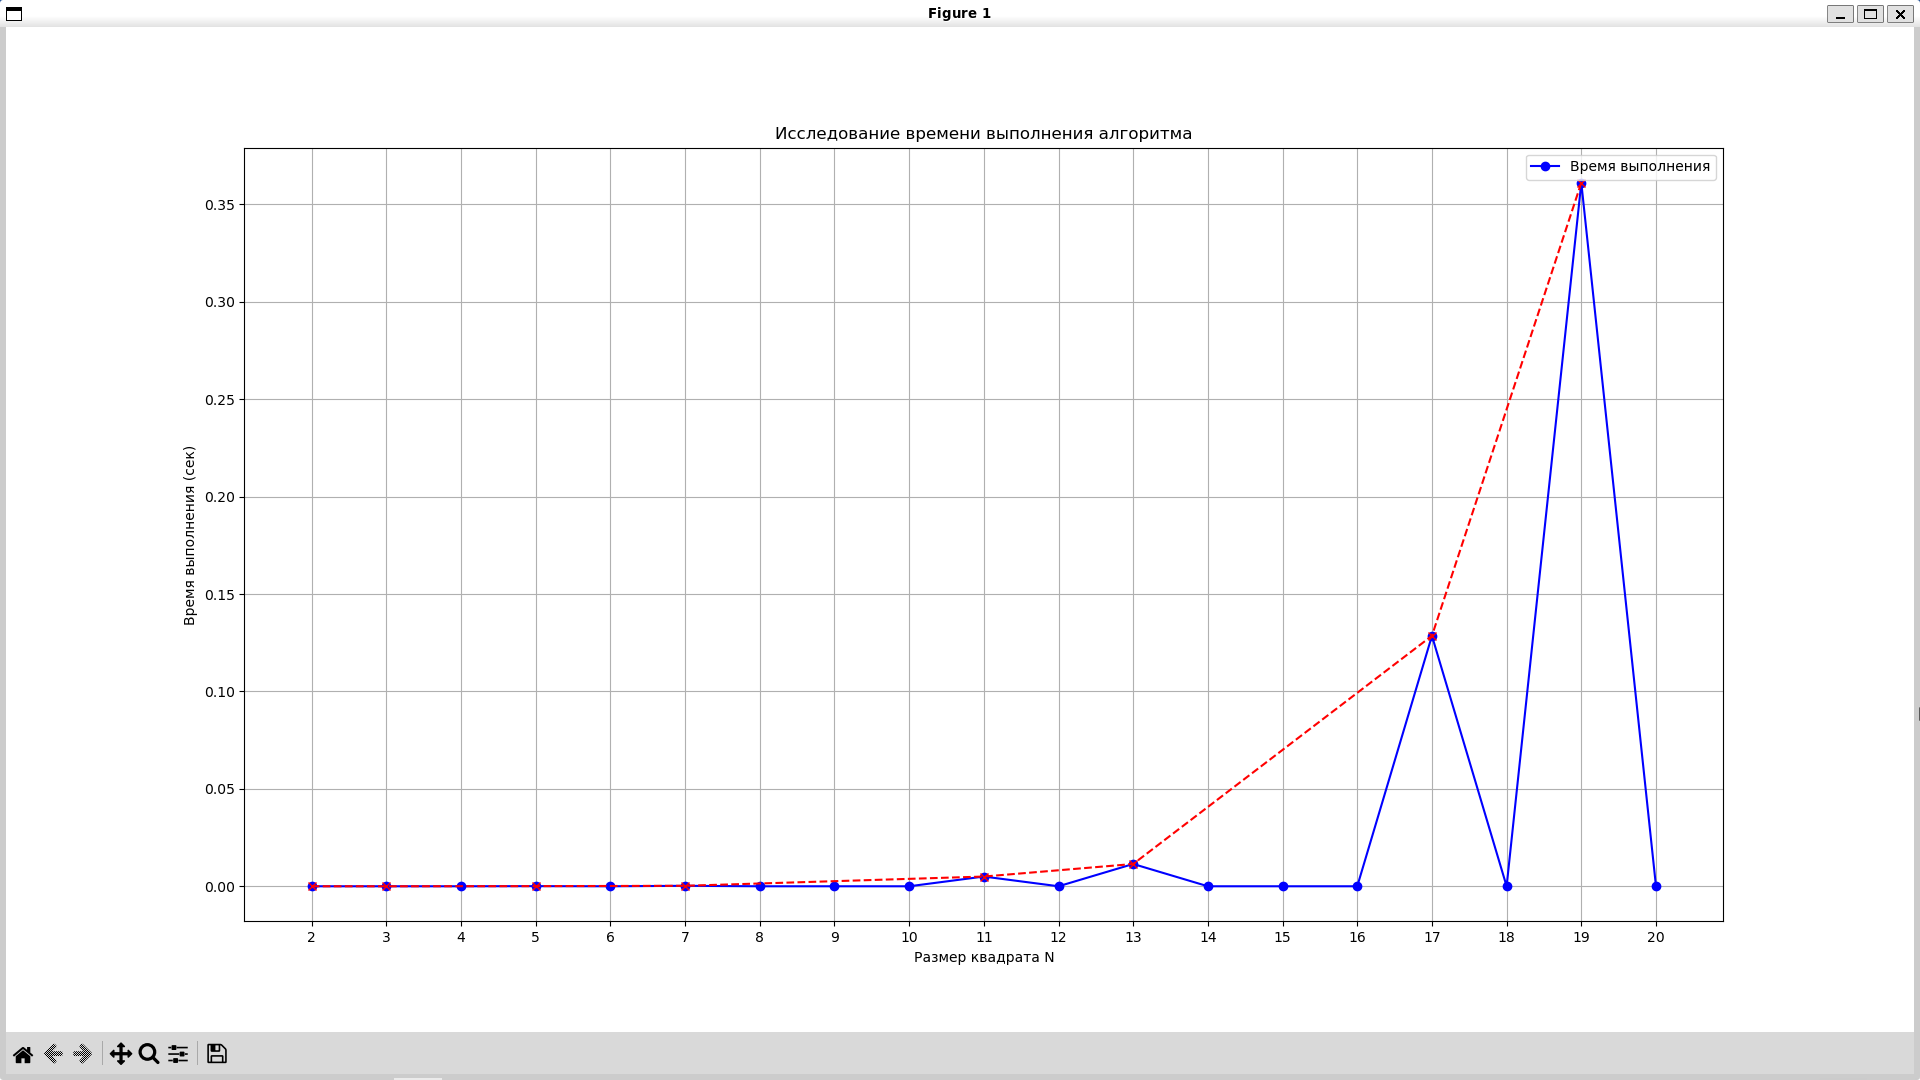 Figure 1
Исследование времени выполнения алгоритма
Время выполнения
0.35
0.30
0.25
0.20
0.15
0.10
0.05
0.00
Время выполнения (сек)
2 3 4 5 6 7 8 9 10 11 12 13 14 15 16 17 18 19 20
Размер квадрата N